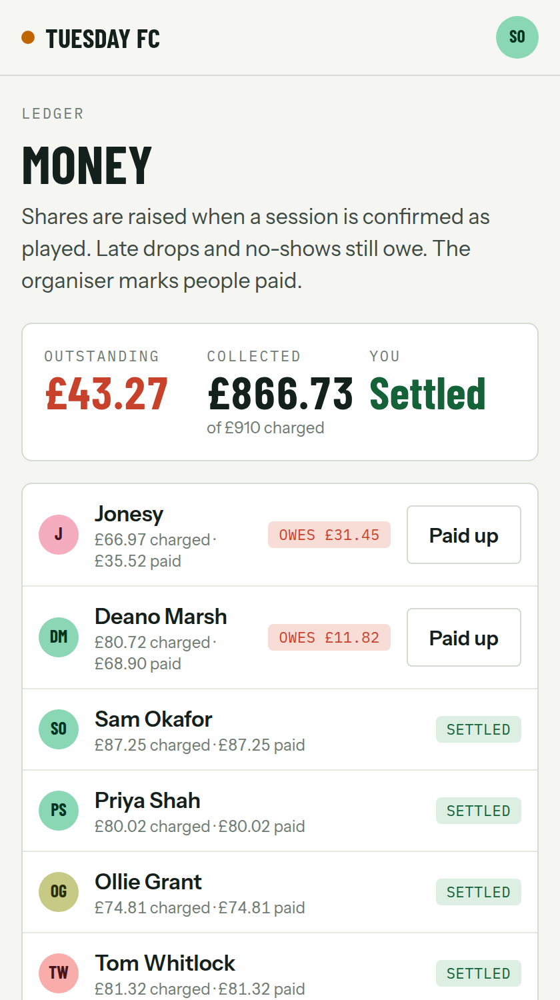 TUESDAY FC
SO
LEDGER
MONEY
Shares are raised when a session is confirmed as
played. Late drops and no-shows still owe. The
organiser marks people paid.
OUTSTANDING
£43.27
COLLECTED
£866.73
of £910 charged
YOU
Settled
J
Jonesy
£66.97 charged ·
£35.52 paid
OWES £31.45
Paid up
DM
Deano Marsh
£80.72 charged ·
£68.90 paid
OWES £11.82
Paid up
SO
Sam Okafor
£87.25 charged · £87.25 paid
SETTLED
PS
Priya Shah
£80.02 charged · £80.02 paid
SETTLED
OG
Ollie Grant
£74.81 charged · £74.81 paid
SETTLED
TW
Tom Whitlock
£81.32 charged · £81.32 paid
SETTLED